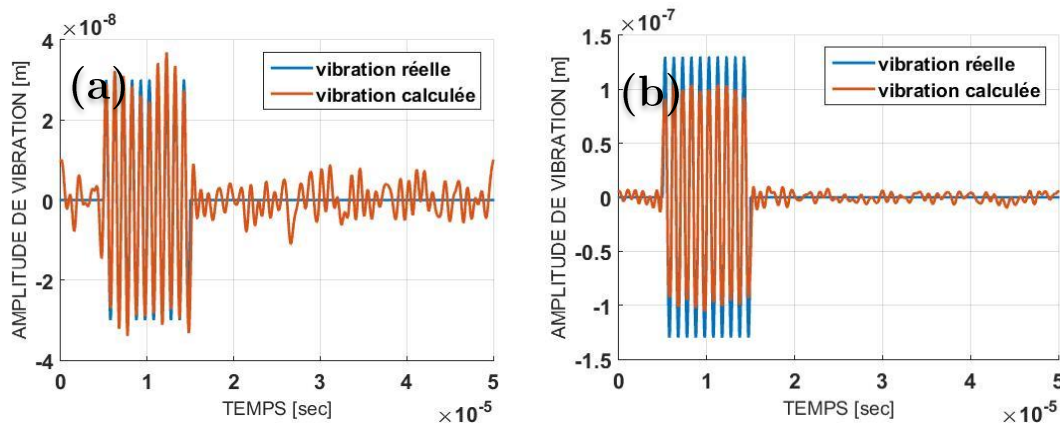 ×10⁻⁸
(a)
AMPLITUDE DE VIBRATION [m]
4
2
0
-2
-4
vibration réelle
vibration calculée
0 1 2 3 4 5
TEMPS [sec]
×10⁻⁵
×10⁻⁷
(b)
AMPLITUDE DE VIBRATION [m]
1.5
1
0.5
0
-0.5
-1
-1.5
vibration réelle
vibration calculée
0 1 2 3 4 5
TEMPS [sec]
×10⁻⁵